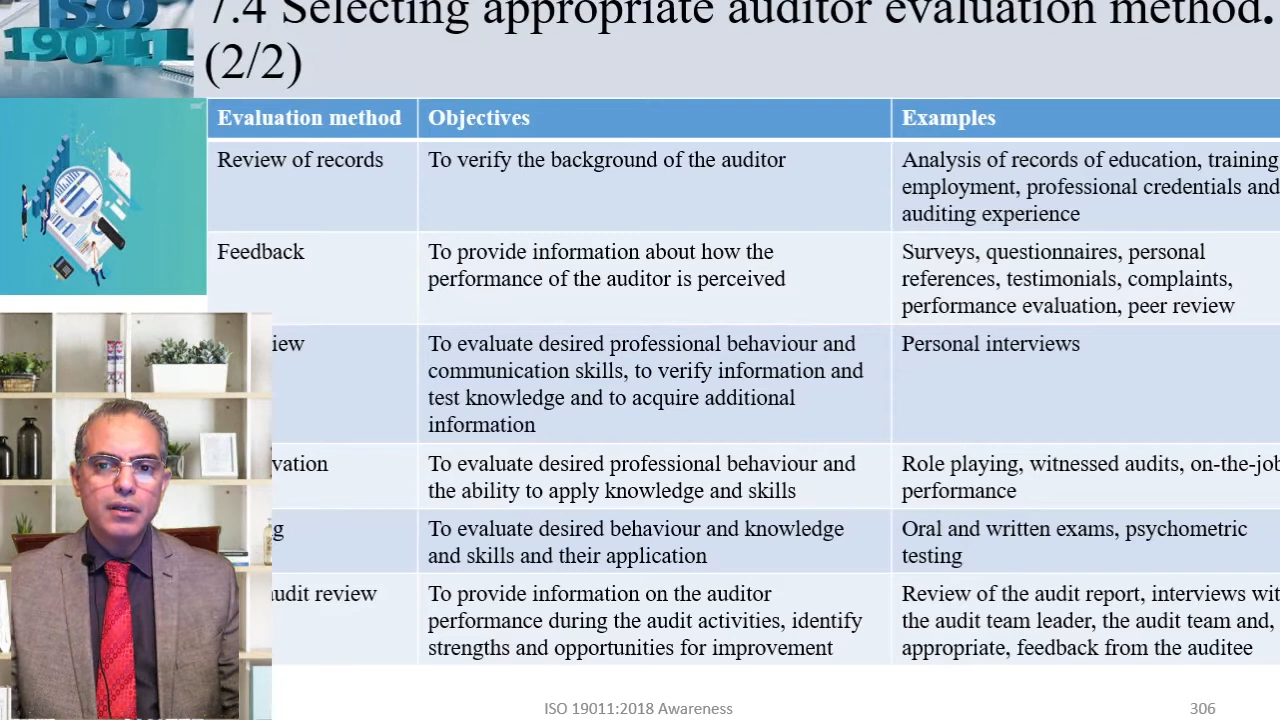 ISO
19011
7.4 Selecting appropriate auditor evaluation method.
(2/2)
Evaluation method
Objectives
Examples
Review of records
To verify the background of the auditor
Analysis of records of education, training
employment, professional credentials and
auditing experience
Feedback
To provide information about how the
performance of the auditor is perceived
Surveys, questionnaires, personal
references, testimonials, complaints,
performance evaluation, peer review
iew
To evaluate desired professional behaviour and
communication skills, to verify information and
test knowledge and to acquire additional
information
Personal interviews
vation
To evaluate desired professional behaviour and
the ability to apply knowledge and skills
Role playing, witnessed audits, on-the-job
performance
g
To evaluate desired behaviour and knowledge
and skills and their application
Oral and written exams, psychometric
testing
udit review
To provide information on the auditor
performance during the audit activities, identify
strengths and opportunities for improvement
Review of the audit report, interviews wit
the audit team leader, the audit team and,
appropriate, feedback from the auditee
ISO 19011:2018 Awareness
306